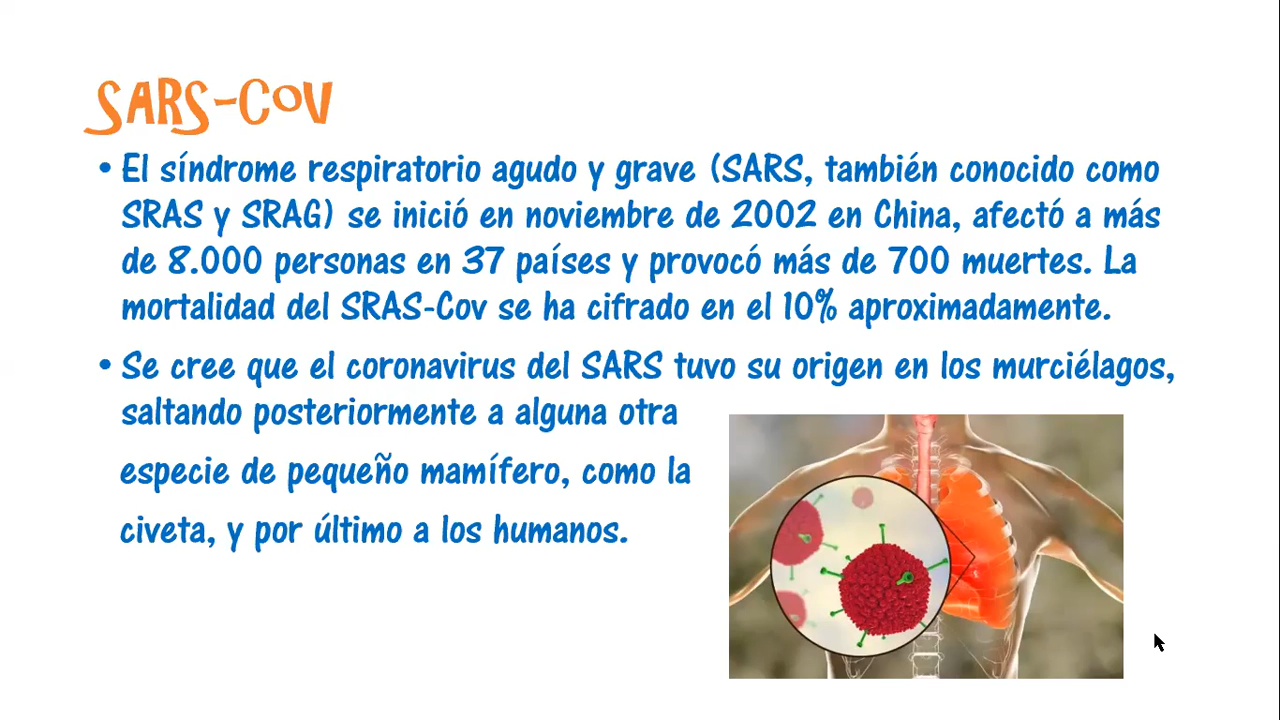 SARS-CoV
• El síndrome respiratorio agudo y grave (SARS, también conocido como
SRAS y SRAG) se inició en noviembre de 2002 en China, afectó a más
de 8.000 personas en 37 países y provocó más de 700 muertes. La
mortalidad del SRAS-Cov se ha cifrado en el 10% aproximadamente.
• Se cree que el coronavirus del SARS tuvo su origen en los murciélagos,
saltando posteriormente a alguna otra
especie de pequeño mamífero, como la
civeta, y por último a los humanos.